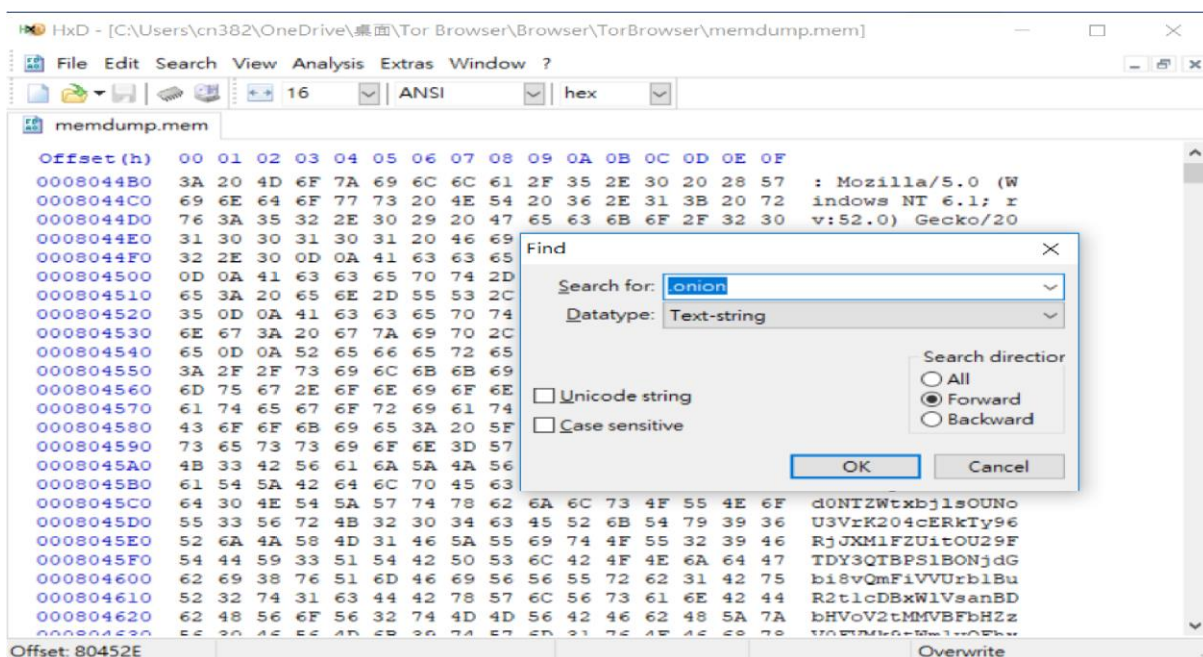 HxD - [C:\Users\cn382\OneDrive\桌面\Tor Browser\Browser\TorBrowser\memdump.mem]
File Edit Search View Analysis Extras Window ?
16 ANSI hex
memdump.mem
Offset(h) 00 01 02 03 04 05 06 07 08 09 0A 0B 0C 0D 0E 0F
0008044B0 3A 20 4D 6F 7A 69 6C 6C 61 2F 35 2E 30 20 28 57 : Mozilla/5.0 (W
0008044C0 69 6E 64 6F 77 73 20 4E 54 20 36 2E 31 3B 20 72 indows NT 6.1; r
0008044D0 76 3A 35 32 2E 30 29 20 47 65 63 6B 6F 2F 32 30 v:52.0) Gecko/20
0008044E0 31 30 30 31 30 31 20 46 69
0008044F0 32 2E 30 0D 0A 41 63 63 65
000804500 0D 0A 41 63 63 65 70 74 2D
000804510 65 3A 20 65 6E 2D 55 53 2C
000804520 35 0D 0A 41 63 63 65 70 74
000804530 6E 67 3A 20 67 7A 69 70 2C
000804540 65 0D 0A 52 65 66 65 72 65
000804550 3A 2F 2F 73 69 6C 6B 6B 69
000804560 6D 75 67 2E 6F 6E 69 6F 6E
000804570 61 74 65 67 6F 72 69 61 74
000804580 43 6F 6F 6B 69 65 3A 20 5F
000804590 73 65 73 73 69 6F 6E 3D 57
0008045A0 4B 33 42 56 61 6A 5A 4A 56
0008045B0 61 54 5A 42 64 6C 70 45 63
0008045C0 64 30 4E 54 5A 57 74 78 62 6A 6C 73 4F 55 4E 6F d0NTZWtxbjlsOUNo
0008045D0 55 33 56 72 4B 32 30 34 63 45 52 6B 54 79 39 36 U3VrK204cERkTy96
0008045E0 52 6A 4A 58 4D 31 46 5A 55 69 74 4F 55 32 39 46 RjJXM1FZUitOU29F
0008045F0 54 44 59 33 51 54 42 50 53 6C 42 4F 4E 6A 64 47 TDY3QTBPSlBONjdG
000804600 62 69 38 76 51 6D 46 69 56 56 55 72 62 31 42 75 bi8vQmFiVVUrb1Bu
000804610 52 32 74 31 63 44 42 78 57 6C 56 73 61 6E 42 44 R2t1cDBxWlVsanBD
000804620 62 48 56 6F 56 32 74 4D 4D 56 42 46 62 48 5A 7A bHVoV2tMMVBFbHZz
Find
Search for: .onion
Datatype: Text-string
Unicode string
Case sensitive
Search direction
All
Forward
Backward
OK Cancel
Offset: 80452E Overwrite